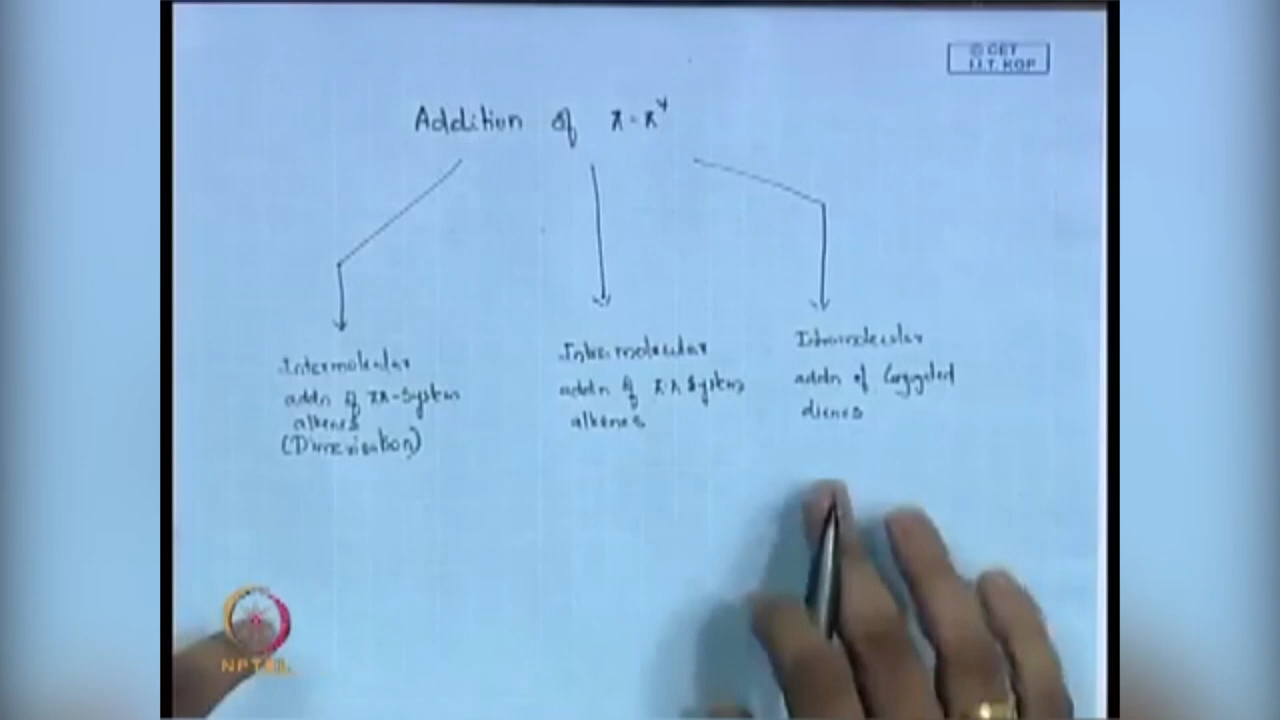 © CET
I.I.T. KGP
Addition of π-π*
Intermolecular
addn of ππ-System
alkenes
(Dimerisation)
Intramolecular
addn of π π System
alkenes
Intramolecular
addn of Conjugated
dienes
NPTEL